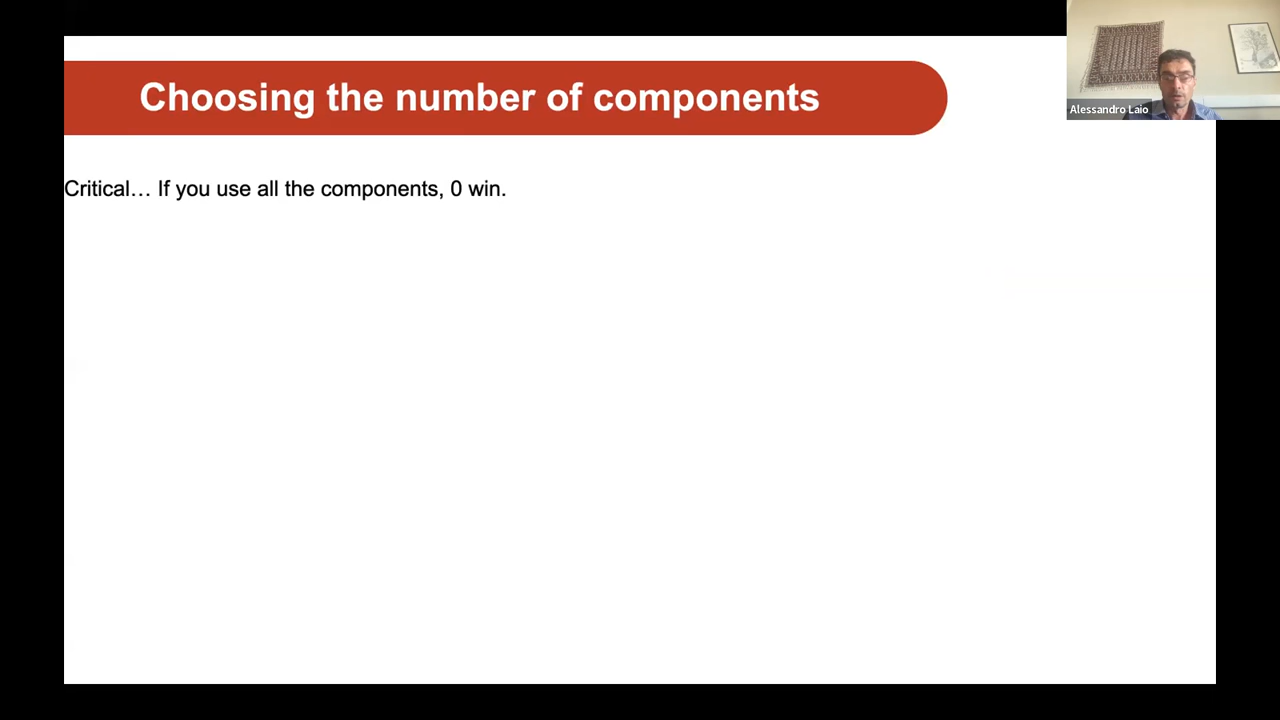 Choosing the number of components
Alessandro Laio
Critical… If you use all the components, 0 win.